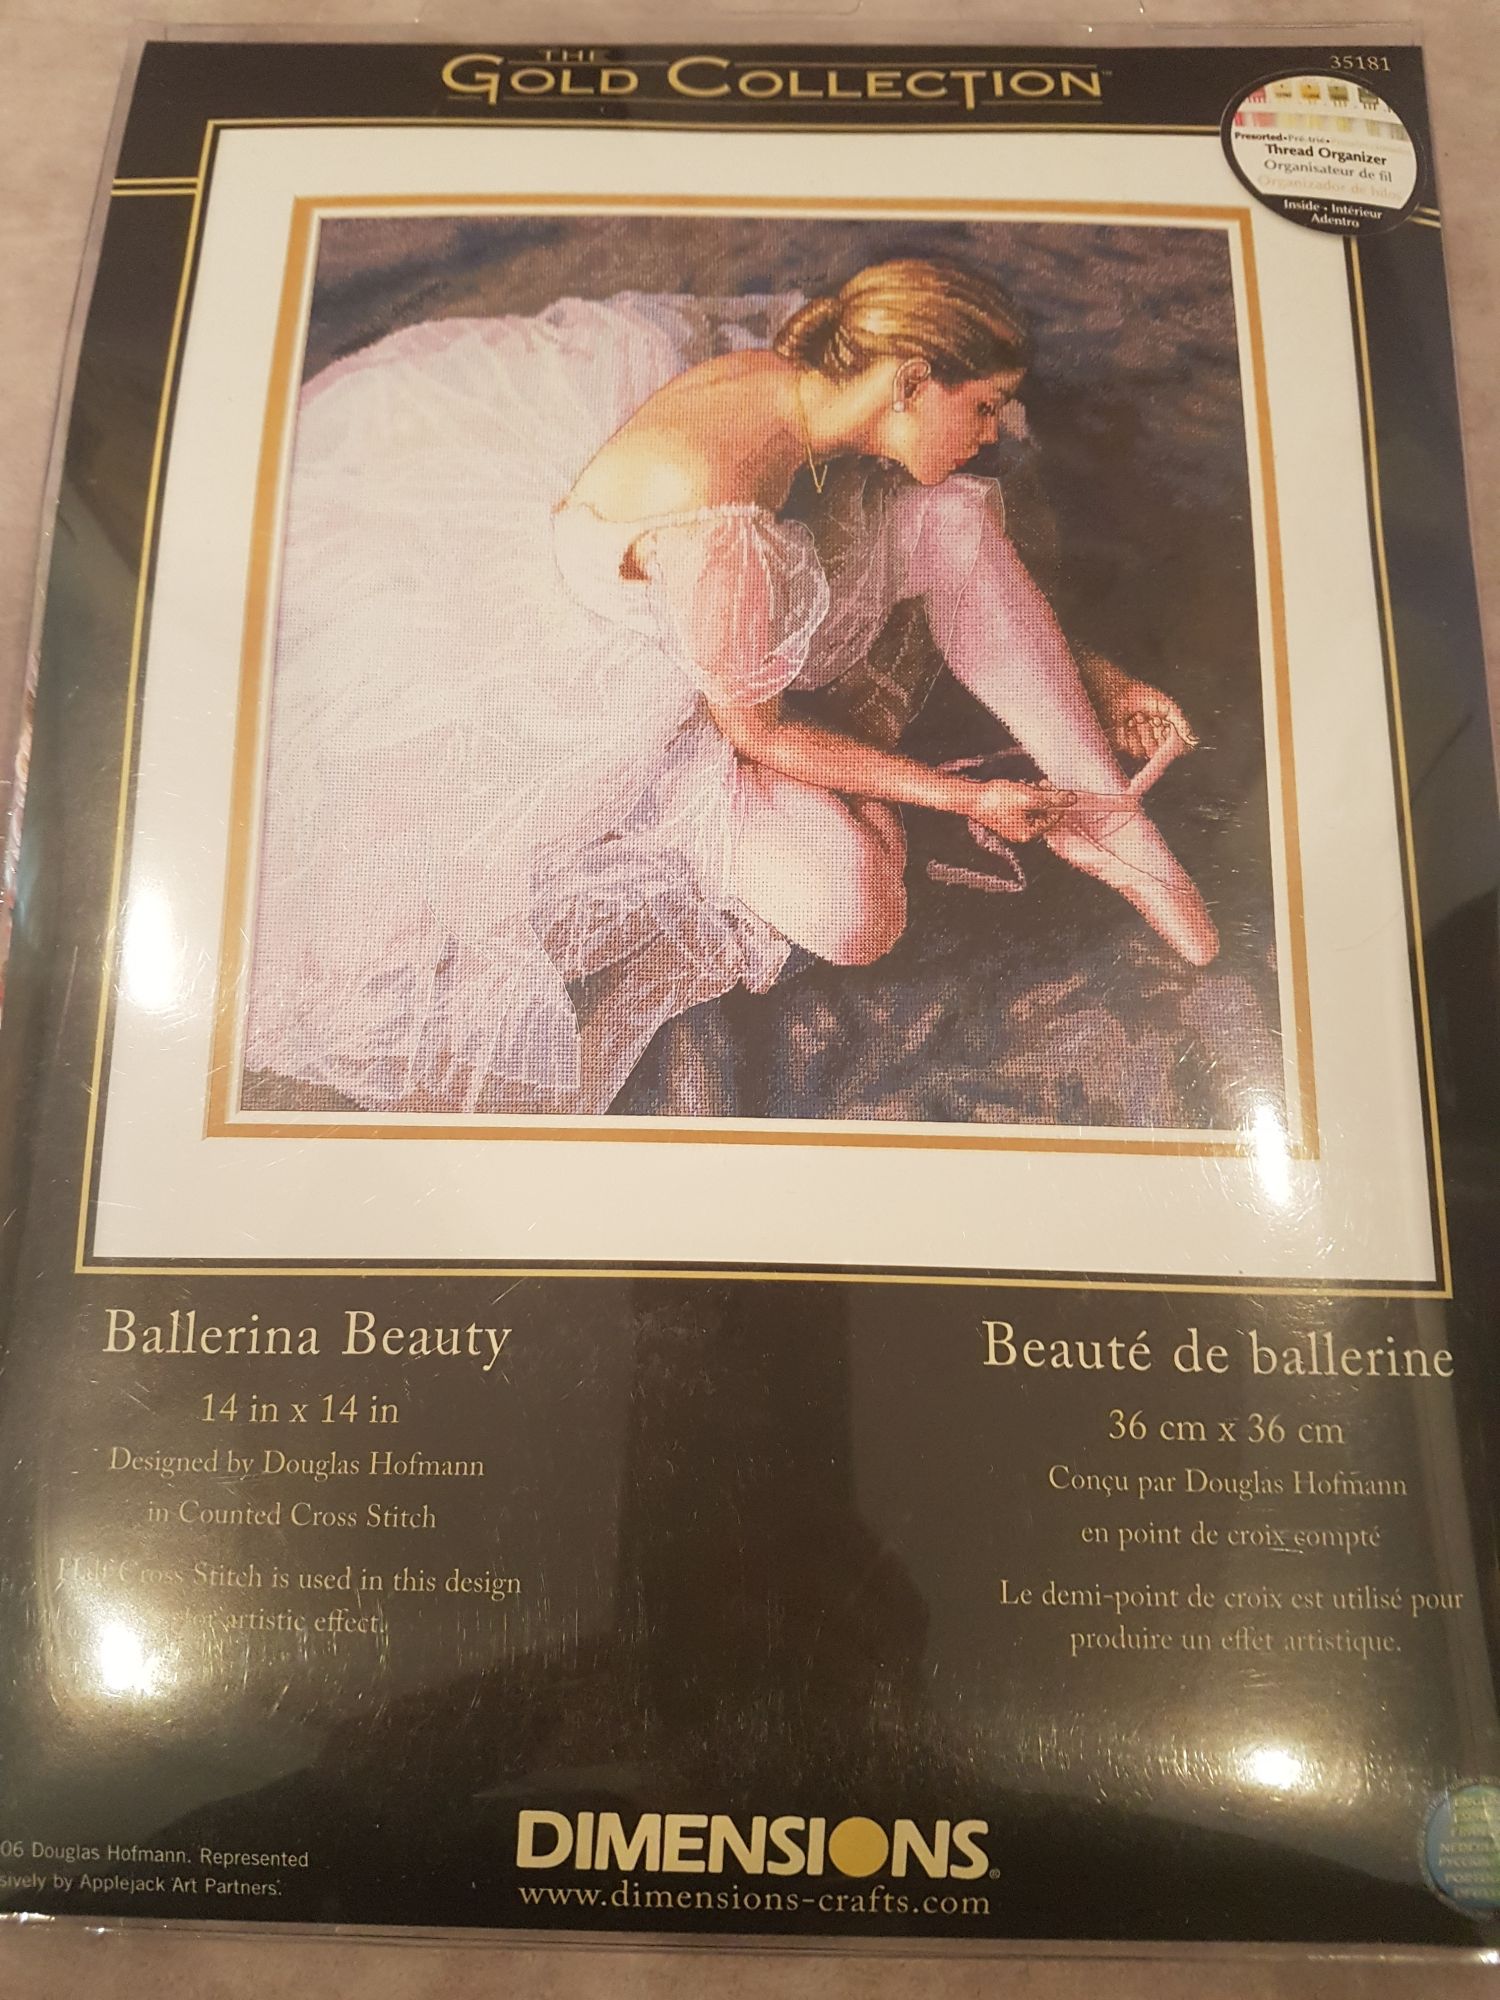 THE
GOLD COLLECTION™
35181
Presorted • Pré-trié •
Thread Organizer
Organisateur de fil
Organizador de hilos
Inside • Intérieur
Adentro
Ballerina Beauty
14 in x 14 in
Designed by Douglas Hofmann
in Counted Cross Stitch
Half Cross Stitch is used in this design
artistic effect.
Beauté de ballerine
36 cm x 36 cm
Conçu par Douglas Hofmann
en point de croix compté
Le demi-point de croix est utilisé pour
produire un effet artistique.
06 Douglas Hofmann. Represented
sively by Applejack Art Partners.
DIMENSIONS®
www.dimensions-crafts.com